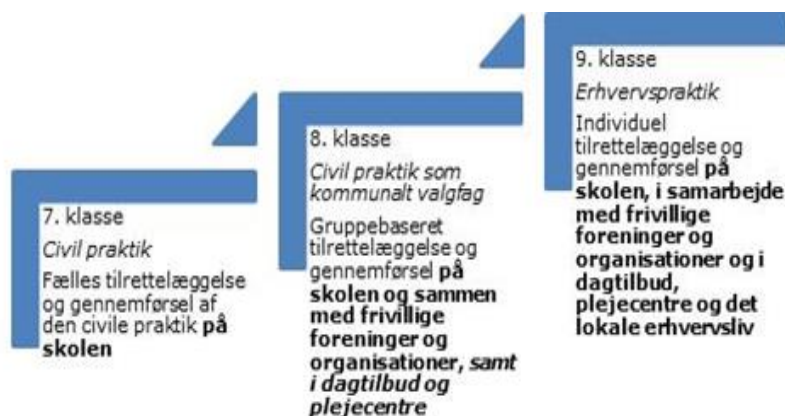 7. klasse
Civil praktik
Fælles tilrettelæggelse
og gennemførsel af
den civile praktik på
skolen
8. klasse
Civil praktik som
kommunalt valgfag
Gruppebaseret
tilrettelæggelse og
gennemførsel på
skolen og sammen
med frivillige
foreninger og
organisationer, samt
i dagtilbud og
plejecentre
9. klasse
Erhvervspraktik
Individuel
tilrettelæggelse og
gennemførsel på
skolen, i samarbejde
med frivillige
foreninger og
organisationer og i
dagtilbud,
plejecentre og det
lokale erhvervsliv